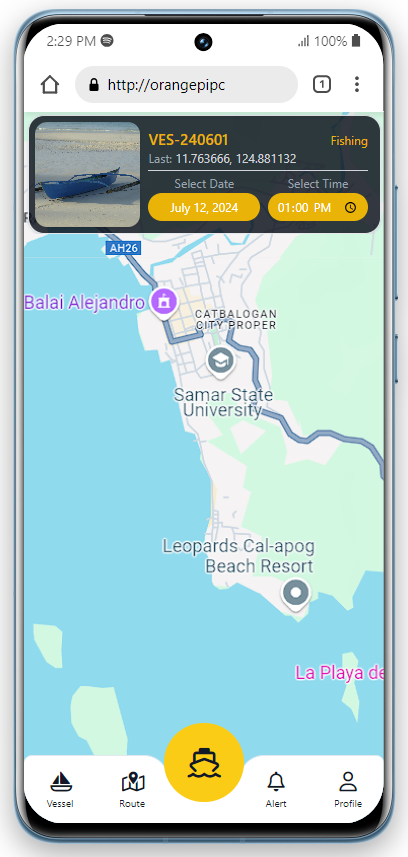 2:29 PM 100%
http://orangepipc 1
VES-240601 Fishing
Last: 11.763666, 124.881132
Select Date Select Time
July 12, 2024 01:00 PM
AH26
Balai Alejandro
CATBALOGAN
CITY PROPER
Samar State
University
Leopards Cal-apog
Beach Resort
La Playa de
Vessel Route Alert Profile